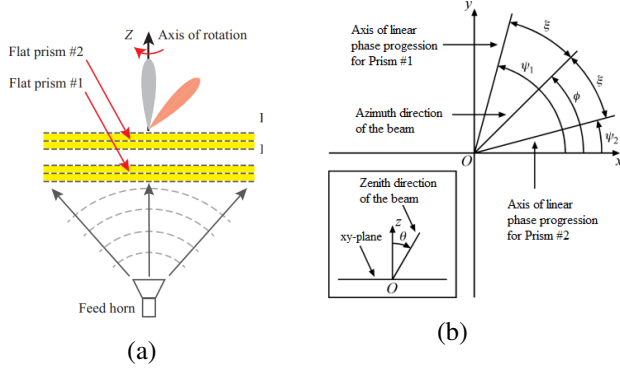 Z
Axis of rotation
Flat prism #2
Flat prism #1
Feed horn
(a)
y
Axis of linear
phase progession
for Prism #1
ξ
ψ1
ξ
Azimuth direction
of the beam
ϕ
ψ2
O
x
Zenith direction
of the beam
z
xy-plane
θ
O
Axis of linear
phase progession
for Prism #2
(b)